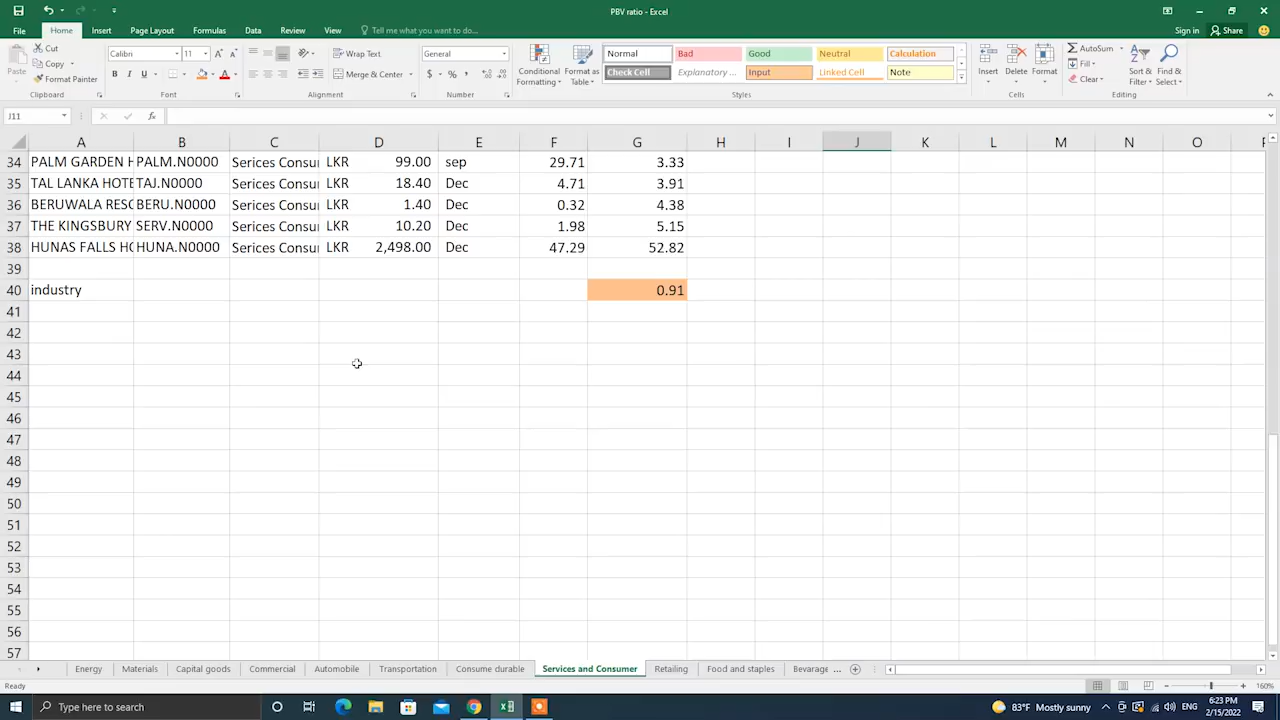 PBV ratio - Excel
Sign in
Share
File
Home
Insert
Page Layout
Formulas
Data
Review
View
Tell me what you want to do...
Paste
Cut
Copy
Format Painter
Clipboard
Calibri
11
B I U
Font
Wrap Text
Merge & Center
Alignment
General
$ % ,
Number
Conditional Formatting
Format as Table
Normal
Bad
Good
Neutral
Calculation
Check Cell
Explanatory ...
Input
Linked Cell
Note
Styles
Insert
Delete
Format
Cells
AutoSum
Fill
Clear
Sort & Filter
Find & Select
Editing
J11
fx
A B C D E F G H I J K L M N O
34 PALM GARDEN H PALM.N0000 Serices Consu LKR 99.00 sep 29.71 3.33
35 TAL LANKA HOTE TAJ.N0000 Serices Consu LKR 18.40 Dec 4.71 3.91
36 BERUWALA RESO BERU.N0000 Serices Consu LKR 1.40 Dec 0.32 4.38
37 THE KINGSBURY SERV.N0000 Serices Consu LKR 10.20 Dec 1.98 5.15
38 HUNAS FALLS HO HUNA.N0000 Serices Consu LKR 2,498.00 Dec 47.29 52.82
39
40 industry 0.91
41
42
43
44
45
46
47
48
49
50
51
52
53
54
55
56
57
Energy
Materials
Capital goods
Commercial
Automobile
Transportation
Consume durable
Services and Consumer
Retailing
Food and staples
Bevarage ...
Ready
160%
Type here to search
83°F Mostly sunny
6:23 PM
2/15/2022